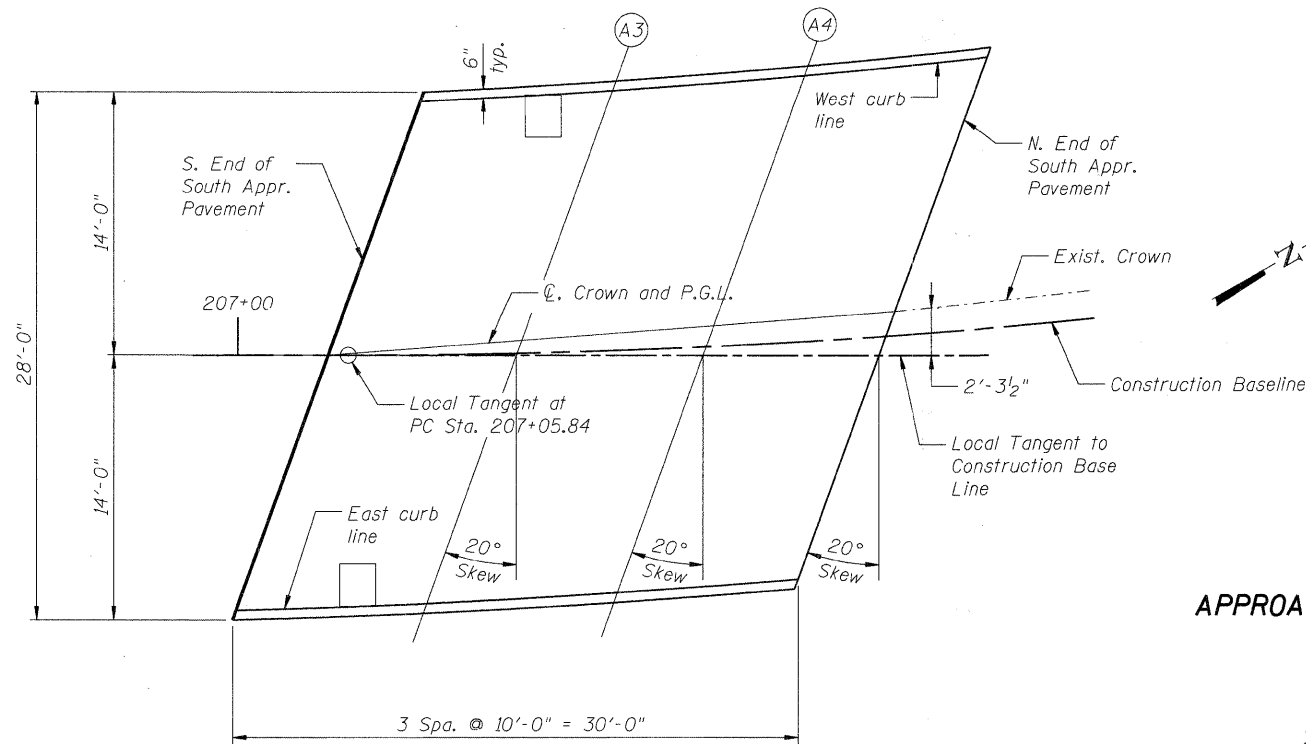 A3
A4
6"
typ.
West curb
line
S. End of
South Appr.
Pavement
N. End of
South Appr.
Pavement
14'-0"
28'-0"
207+00
℄, Crown and P.G.L.
Exist. Crown
N
2'-3½"
Construction Baseline
Local Tangent at
PC Sta. 207+05.84
Local Tangent to
Construction Base
Line
14'-0"
East curb
line
20°
Skew
20°
Skew
20°
Skew
APPROA
3 Spa. @ 10'-0" = 30'-0"